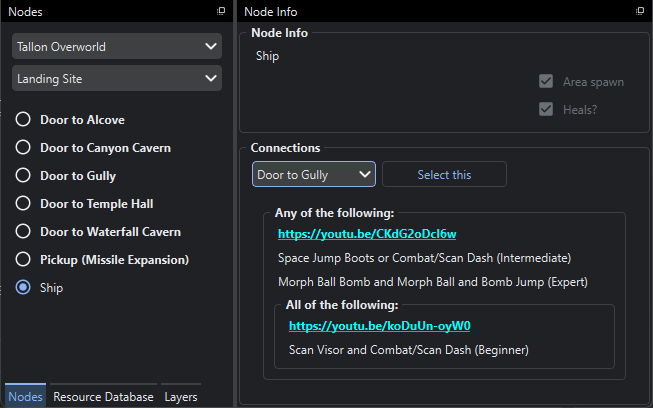 Nodes
Tallon Overworld
Landing Site
Door to Alcove
Door to Canyon Cavern
Door to Gully
Door to Temple Hall
Door to Waterfall Cavern
Pickup (Missile Expansion)
Ship
Nodes
Resource Database
Layers
Node Info
Node Info
Ship
Area spawn
Heals?
Connections
Door to Gully
Select this
Any of the following:
https://youtu.be/CKdG2oDcI6w
Space Jump Boots or Combat/Scan Dash (Intermediate)
Morph Ball Bomb and Morph Ball and Bomb Jump (Expert)
All of the following:
https://youtu.be/koDuUn-oyW0
Scan Visor and Combat/Scan Dash (Beginner)